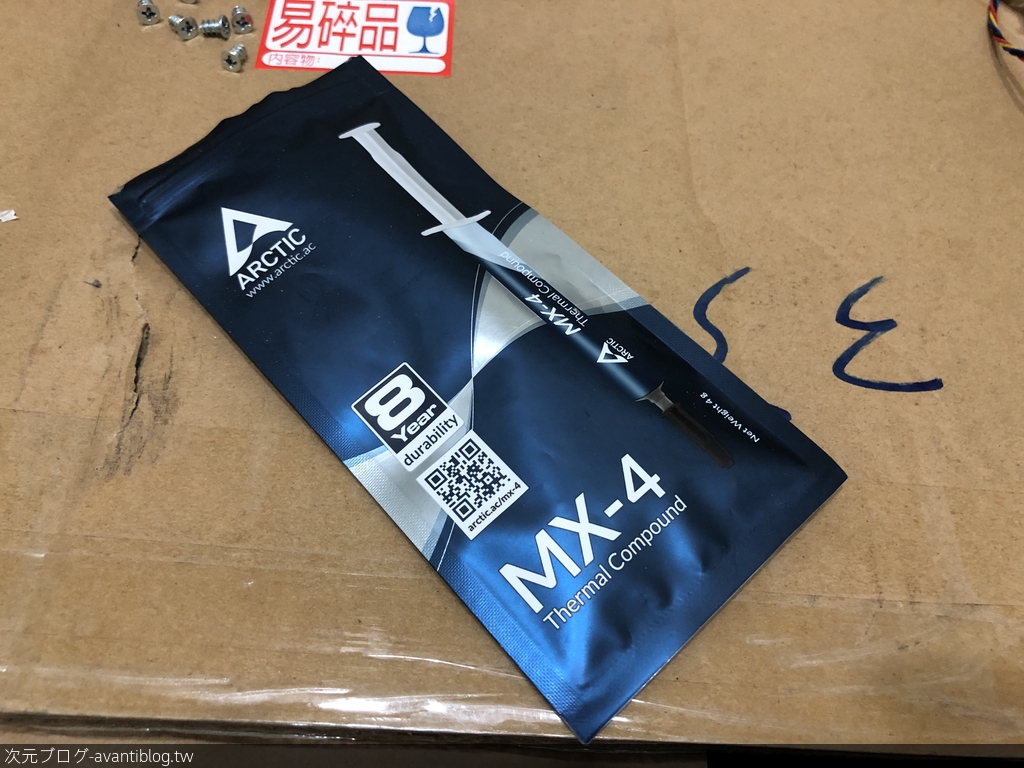 易碎品
内容物:
ARCTIC
www.arctic.ac
Thermal Compound
MX-4
ARCTIC
Net Weight 4 g
8
Year
durability
arctic.ac/mx-4
MX-4
Thermal Compound
次元ブログ-avantiblog.tw